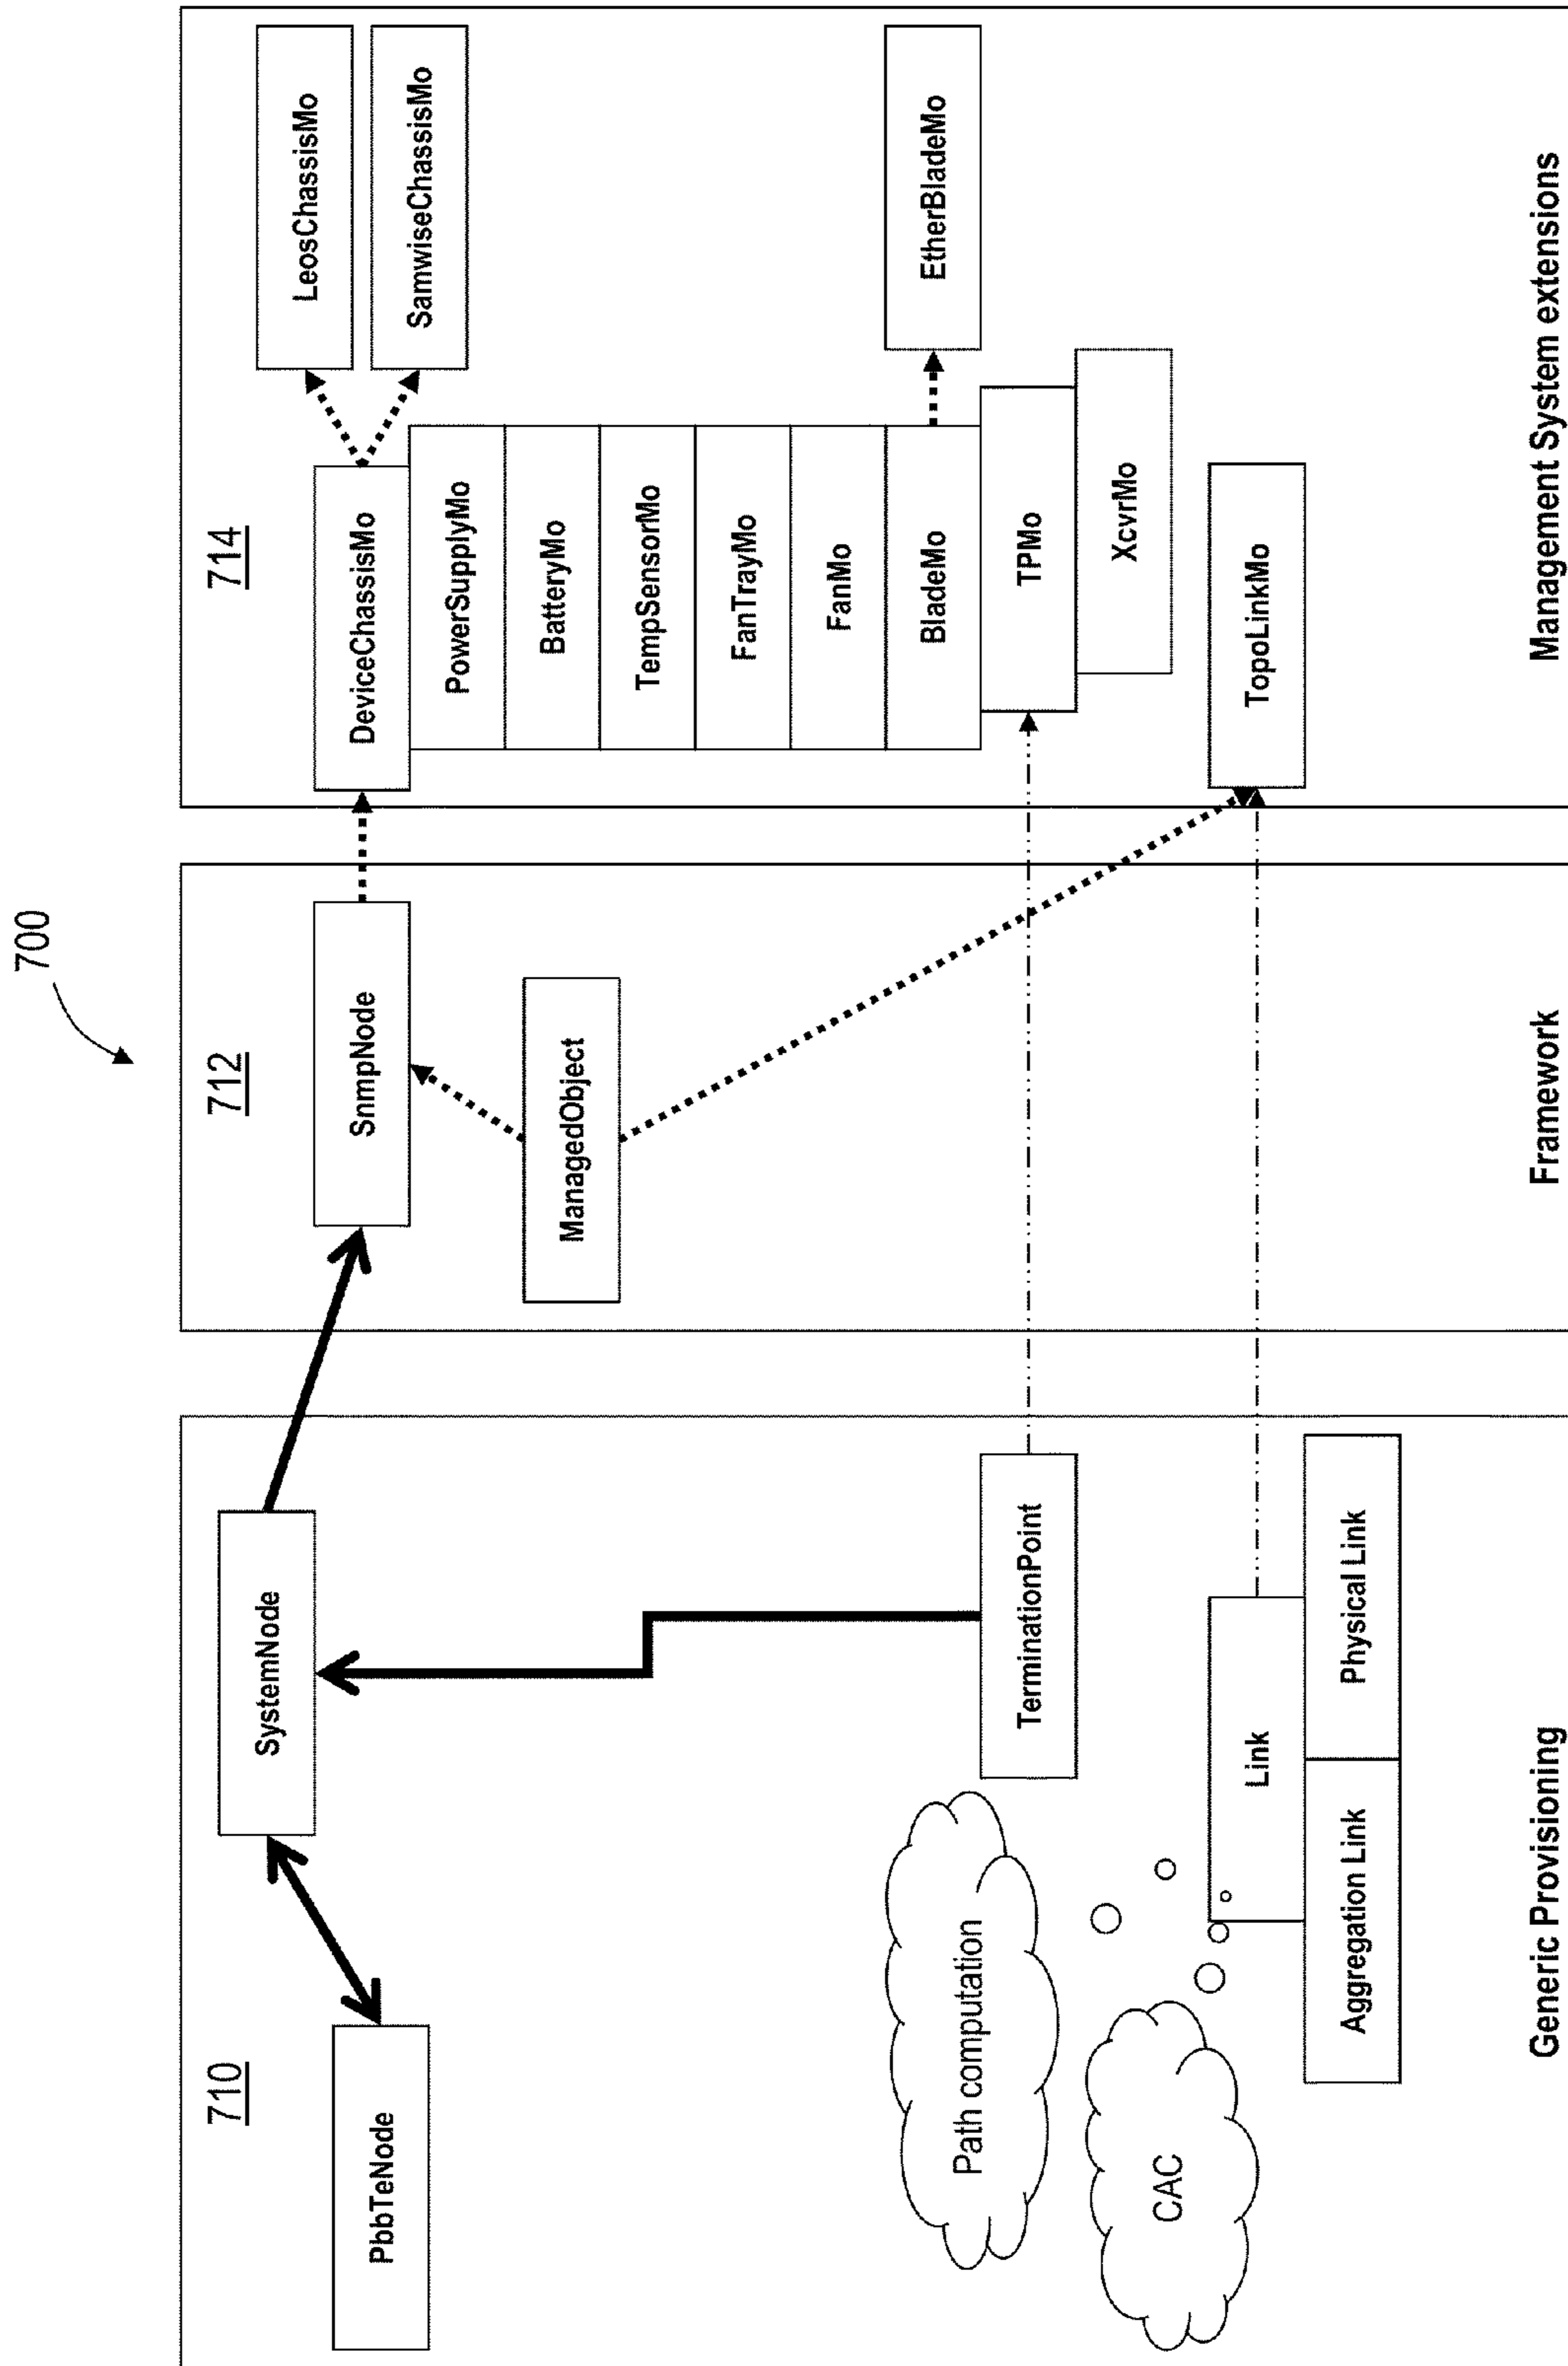 700
710
PbbTeNode
SystemNode
Path computation
CAC
TerminationPoint
Link
Aggregation Link
Physical Link
Generic Provisioning
712
SnmpNode
ManagedObject
Framework
714
DeviceChassisMo
LeosChassisMo
SamwiseChassisMo
PowerSupplyMo
BatteryMo
TempSensorMo
FanTrayMo
FanMo
BladeMo
EtherBladeMo
TPMo
XcvrMo
TopoLinkMo
Management System extensions